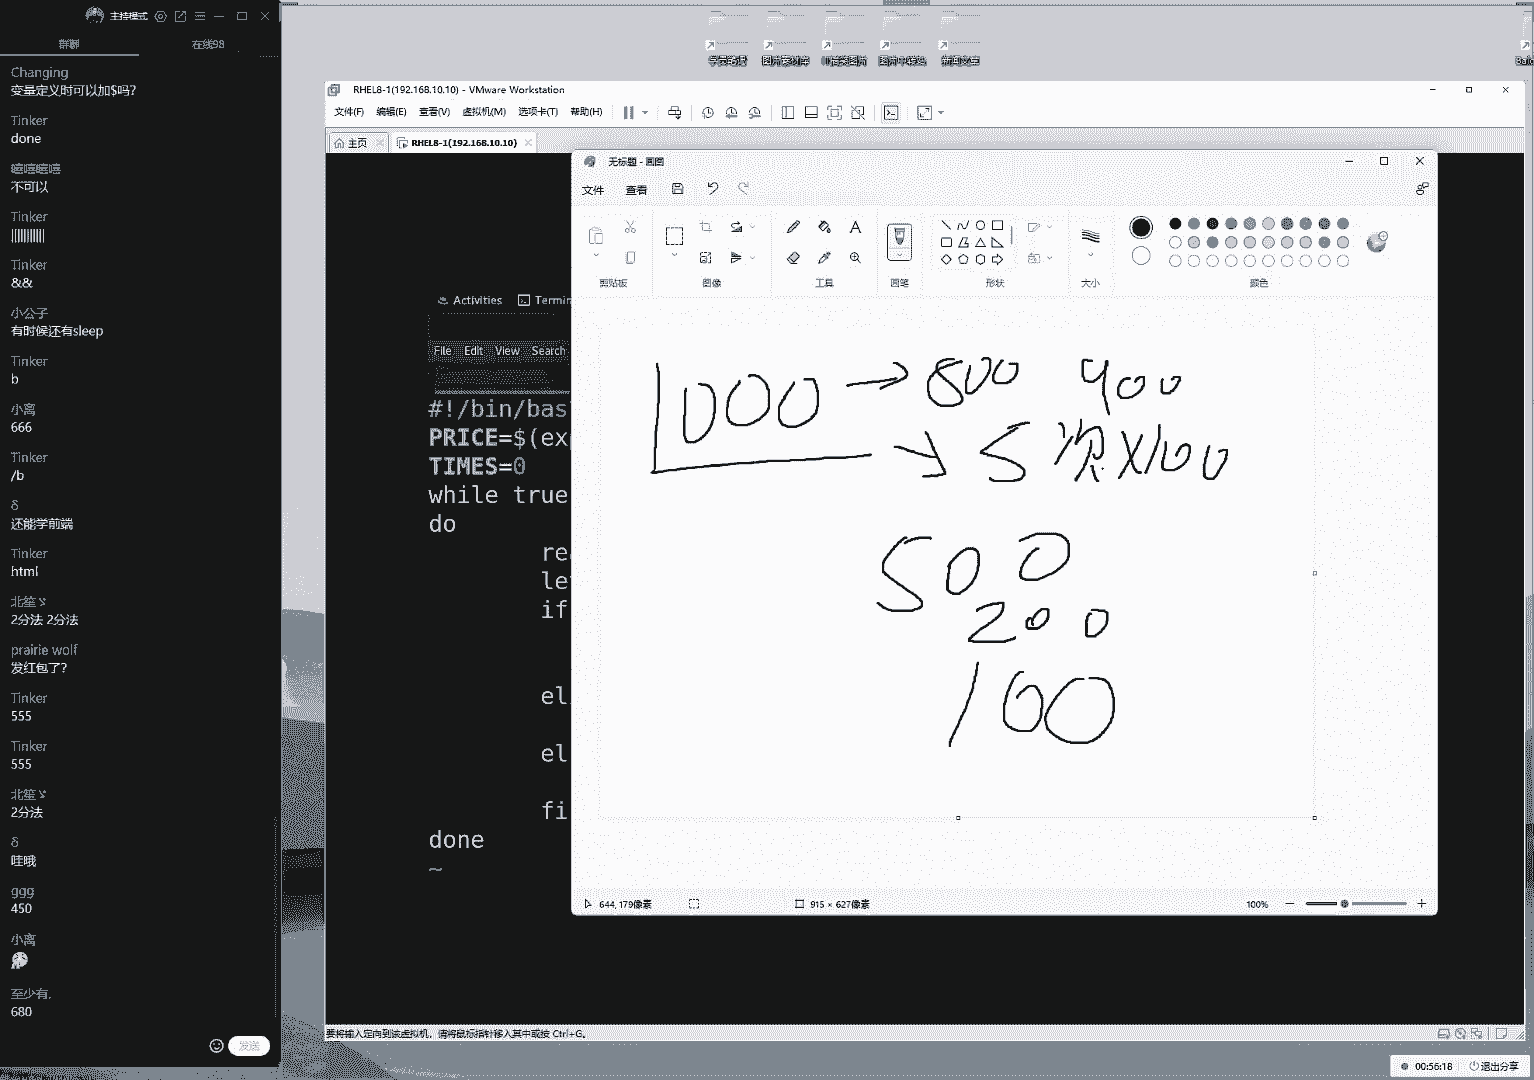 主持模式
群聊
在线98
Changing
变量定义时可以加$吗?
Tinker
done
嘻嘻嘻嘻
不可以
Tinker
||||||||||
Tinker
&&
小公子
有时候还有sleep
Tinker
b
小离
666
Tinker
/b
δ
还能学前端
Tinker
html
北笙
2分法 2分法
prairie wolf
发红包了?
Tinker
555
Tinker
555
北笙
2分法
δ
哇哦
ggg
450
小离
至少有.
680
发送
RHEL8-1(192.168.10.10) - VMware Workstation
文件(F) 编辑(E) 查看(V) 虚拟机(M) 选项卡(T) 帮助(H)
主页 RHEL8-1(192.168.10.10)
Activities Termin
File Edit View Search
#!/bin/bas
PRICE=$(exp
TIMES=0
while true
do
rea
le
if
el
el
fi
done
~
无标题 - 画图
文件 查看
剪贴板 图像 工具 画笔 形状 大小 颜色
1000 → 800 400
→ 5次X100
500
200
100
644, 179像素 915 × 627像素 100%
要将输入定向到该虚拟机，请将鼠标指针移入其中或按 Ctrl+G。
00:56:18 退出分享